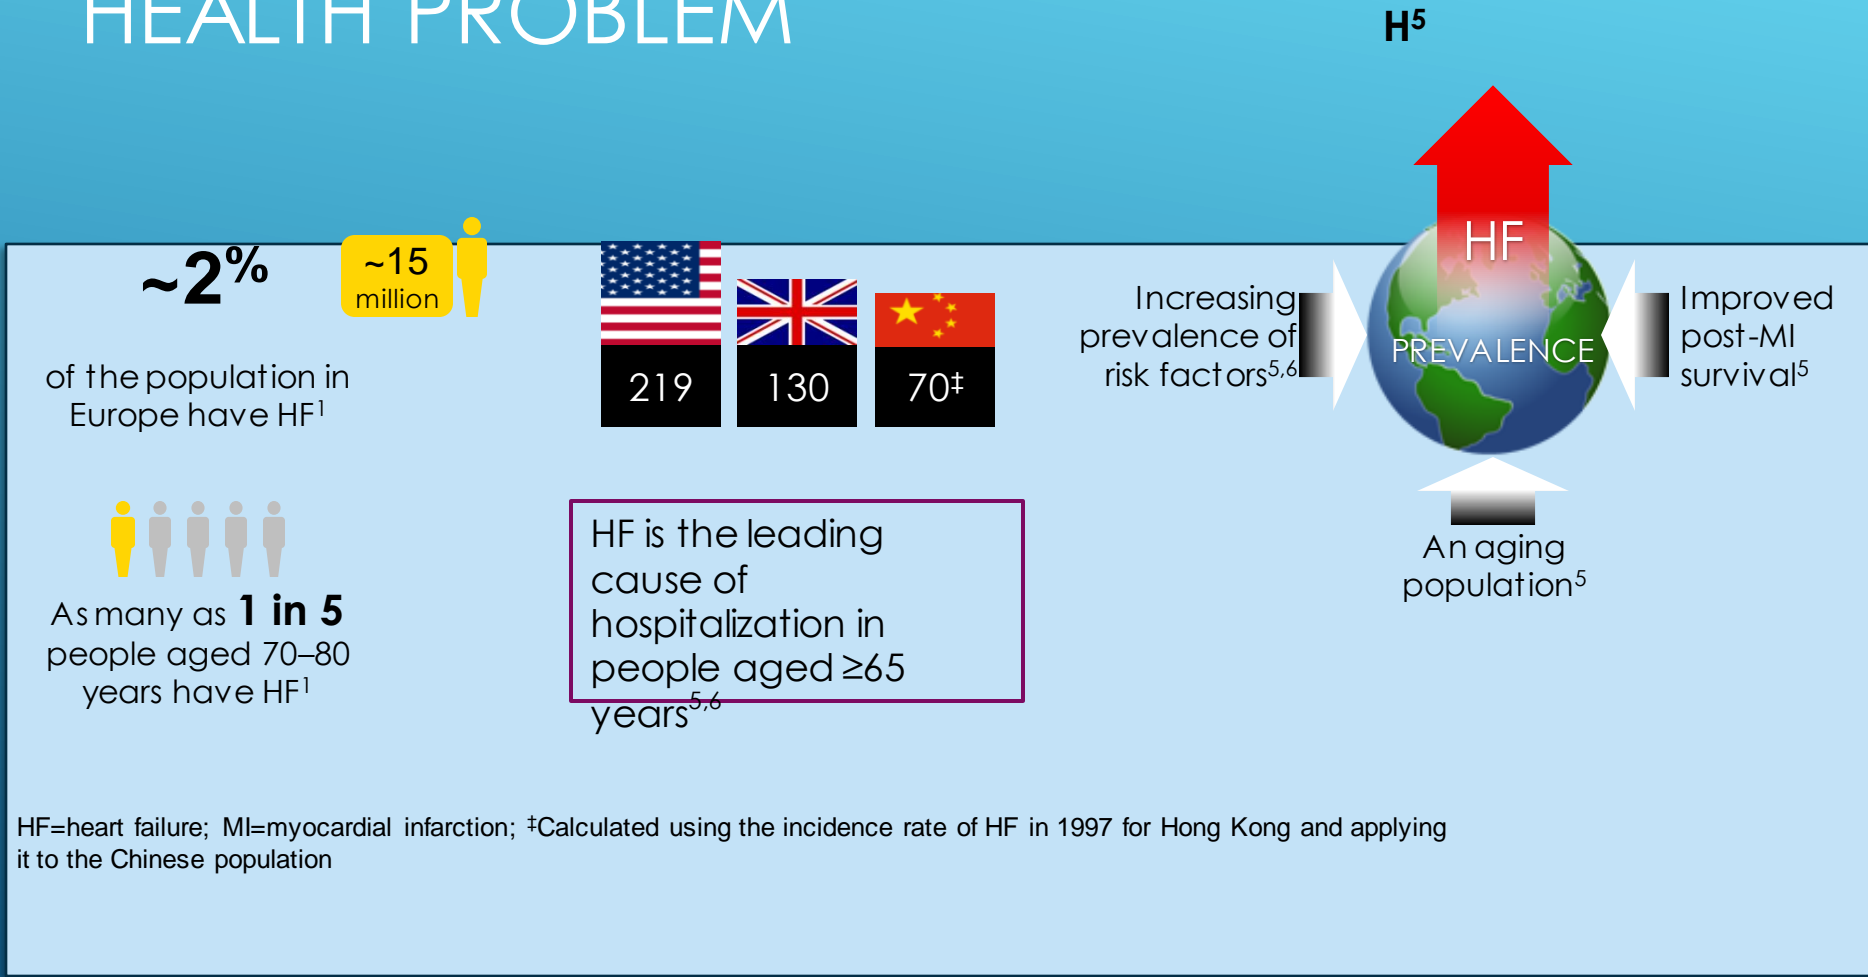 HEALTH PROBLEM
H⁵
~2%
~15
million
of the population in
Europe have HF¹
As many as 1 in 5
people aged 70–80
years have HF¹
219
130
70‡
HF is the leading
cause of
hospitalization in
people aged ≥65
years⁵,⁶
Increasing
prevalence of
risk factors⁵,⁶
HF
PREVALENCE
Improved
post-MI
survival⁵
An aging
population⁵
HF=heart failure; MI=myocardial infarction; ‡Calculated using the incidence rate of HF in 1997 for Hong Kong and applying
it to the Chinese population